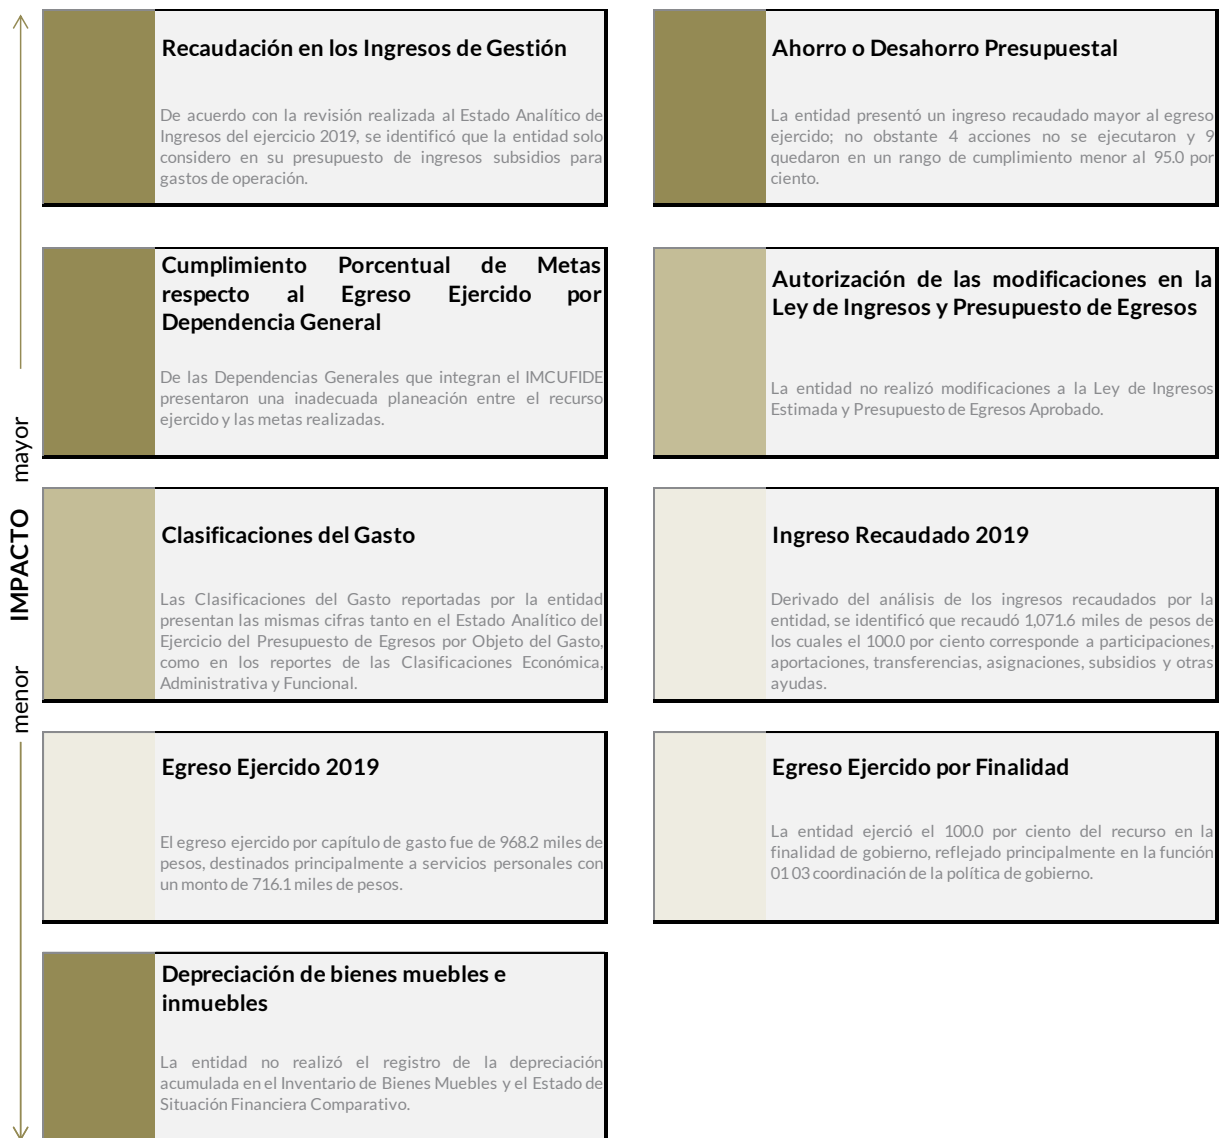 Recaudación en los Ingresos de Gestión
De acuerdo con la revisión realizada al Estado Analítico de
Ingresos del ejercicio 2019, se identificó que la entidad solo
considero en su presupuesto de ingresos subsidios para
gastos de operación.
Ahorro o Desahorro Presupuestal
La entidad presentó un ingreso recaudado mayor al egreso
ejercido; no obstante 4 acciones no se ejecutaron y 9
quedaron en un rango de cumplimiento menor al 95.0 por
ciento.
Cumplimiento Porcentual de Metas
respecto al Egreso Ejercido por
Dependencia General
De las Dependencias Generales que integran el IMCUFIDE
presentaron una inadecuada planeación entre el recurso
ejercido y las metas realizadas.
Autorización de las modificaciones en la
Ley de Ingresos y Presupuesto de Egresos
La entidad no realizó modificaciones a la Ley de Ingresos
Estimada y Presupuesto de Egresos Aprobado.
menor IMPACTO mayor
Clasificaciones del Gasto
Las Clasificaciones del Gasto reportadas por la entidad
presentan las mismas cifras tanto en el Estado Analítico del
Ejercicio del Presupuesto de Egresos por Objeto del Gasto,
como en los reportes de las Clasificaciones Económica,
Administrativa y Funcional.
Ingreso Recaudado 2019
Derivado del análisis de los ingresos recaudados por la
entidad, se identificó que recaudó 1,071.6 miles de pesos de
los cuales el 100.0 por ciento corresponde a participaciones,
aportaciones, transferencias, asignaciones, subsidios y otras
ayudas.
Egreso Ejercido 2019
El egreso ejercido por capítulo de gasto fue de 968.2 miles de
pesos, destinados principalmente a servicios personales con
un monto de 716.1 miles de pesos.
Egreso Ejercido por Finalidad
La entidad ejerció el 100.0 por ciento del recurso en la
finalidad de gobierno, reflejado principalmente en la función
01 03 coordinación de la política de gobierno.
Depreciación de bienes muebles e
inmuebles
La entidad no realizó el registro de la depreciación
acumulada en el Inventario de Bienes Muebles y el Estado de
Situación Financiera Comparativo.